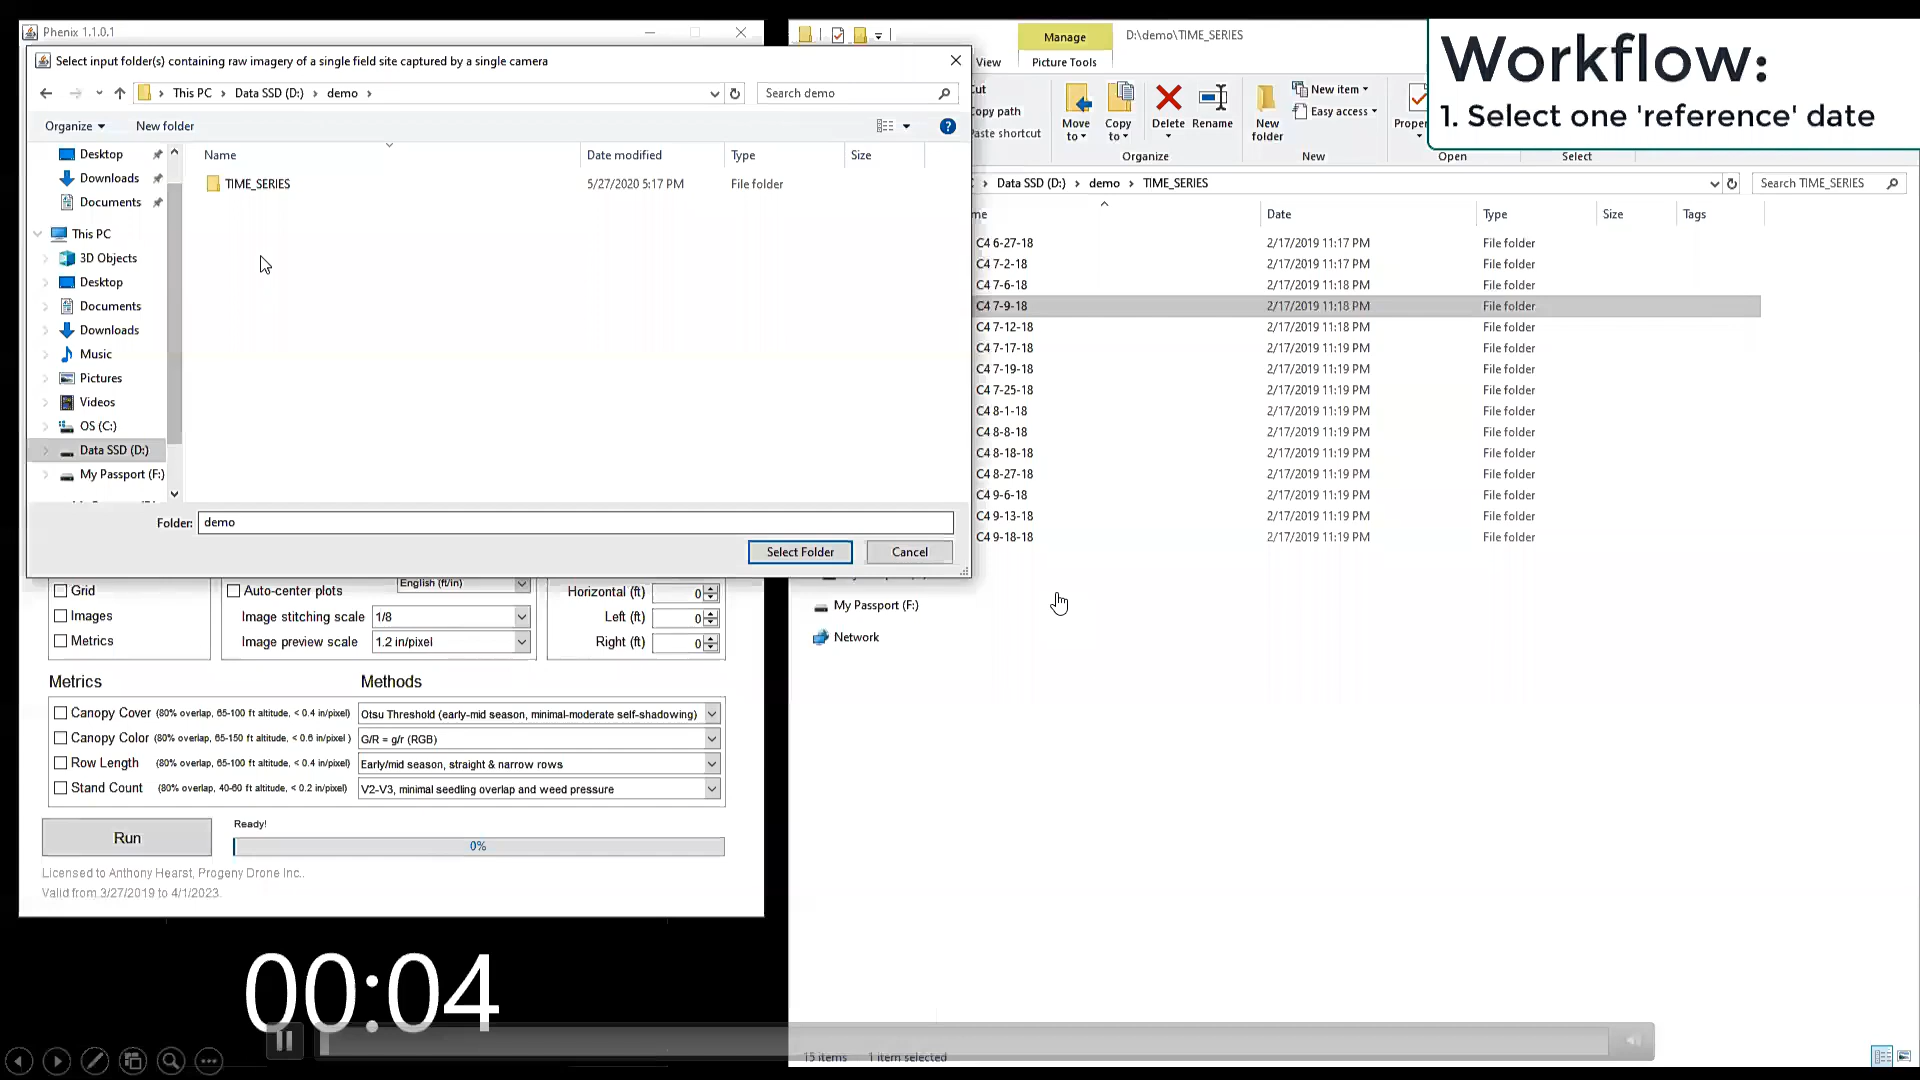 Phenix 1.1.0.1
Select input folder(s) containing raw imagery of a single field site captured by a single camera
This PC > Data SSD (D:) > demo >
Search demo
Organize
New folder
Name
Date modified
Type
Size
TIME_SERIES
5/27/2020 5:17 PM
File folder
Desktop
Downloads
Documents
This PC
3D Objects
Desktop
Documents
Downloads
Music
Pictures
Videos
OS (C:)
Data SSD (D:)
My Passport (F:)
Folder:
demo
Select Folder
Cancel
Grid
Images
Metrics
Auto-center plots
English (ft/in)
Image stitching scale
1/8
Image preview scale
1.2 in/pixel
Horizontal (ft)
0
Left (ft)
0
Right (ft)
0
Metrics
Methods
Canopy Cover (80% overlap, 65-100 ft altitude, < 0.4 in/pixel)
Otsu Threshold (early-mid season, minimal-moderate self-shadowing)
Canopy Color (80% overlap, 65-150 ft altitude, < 0.6 in/pixel )
G/R = g/r (RGB)
Row Length (80% overlap, 65-100 ft altitude, < 0.4 in/pixel)
Early/mid season, straight & narrow rows
Stand Count (80% overlap, 40-60 ft altitude, < 0.2 in/pixel)
V2-V3, minimal seedling overlap and weed pressure
Run
Ready!
0%
Licensed to Anthony Hearst, Progeny Drone Inc..
Valid from 3/27/2019 to 4/1/2023.
00:04
Manage
D:\demo\TIME_SERIES
View
Picture Tools
Cut
Copy path
Paste shortcut
Move to
Copy to
Delete
Rename
New folder
New item
Easy access
Proper
Organize
New
Open
Select
Workflow:
1. Select one 'reference' date
> Data SSD (D:) > demo > TIME_SERIES
Search TIME_SERIES
me
Date
Type
Size
Tags
C4 6-27-18 2/17/2019 11:17 PM File folder
C4 7-2-18 2/17/2019 11:17 PM File folder
C4 7-6-18 2/17/2019 11:18 PM File folder
C4 7-9-18 2/17/2019 11:18 PM File folder
C4 7-12-18 2/17/2019 11:18 PM File folder
C4 7-17-18 2/17/2019 11:19 PM File folder
C4 7-19-18 2/17/2019 11:19 PM File folder
C4 7-25-18 2/17/2019 11:19 PM File folder
C4 8-1-18 2/17/2019 11:19 PM File folder
C4 8-8-18 2/17/2019 11:19 PM File folder
C4 8-18-18 2/17/2019 11:19 PM File folder
C4 8-27-18 2/17/2019 11:19 PM File folder
C4 9-6-18 2/17/2019 11:19 PM File folder
C4 9-13-18 2/17/2019 11:19 PM File folder
C4 9-18-18 2/17/2019 11:19 PM File folder
My Passport (F:)
Network
15 items 1 item selected